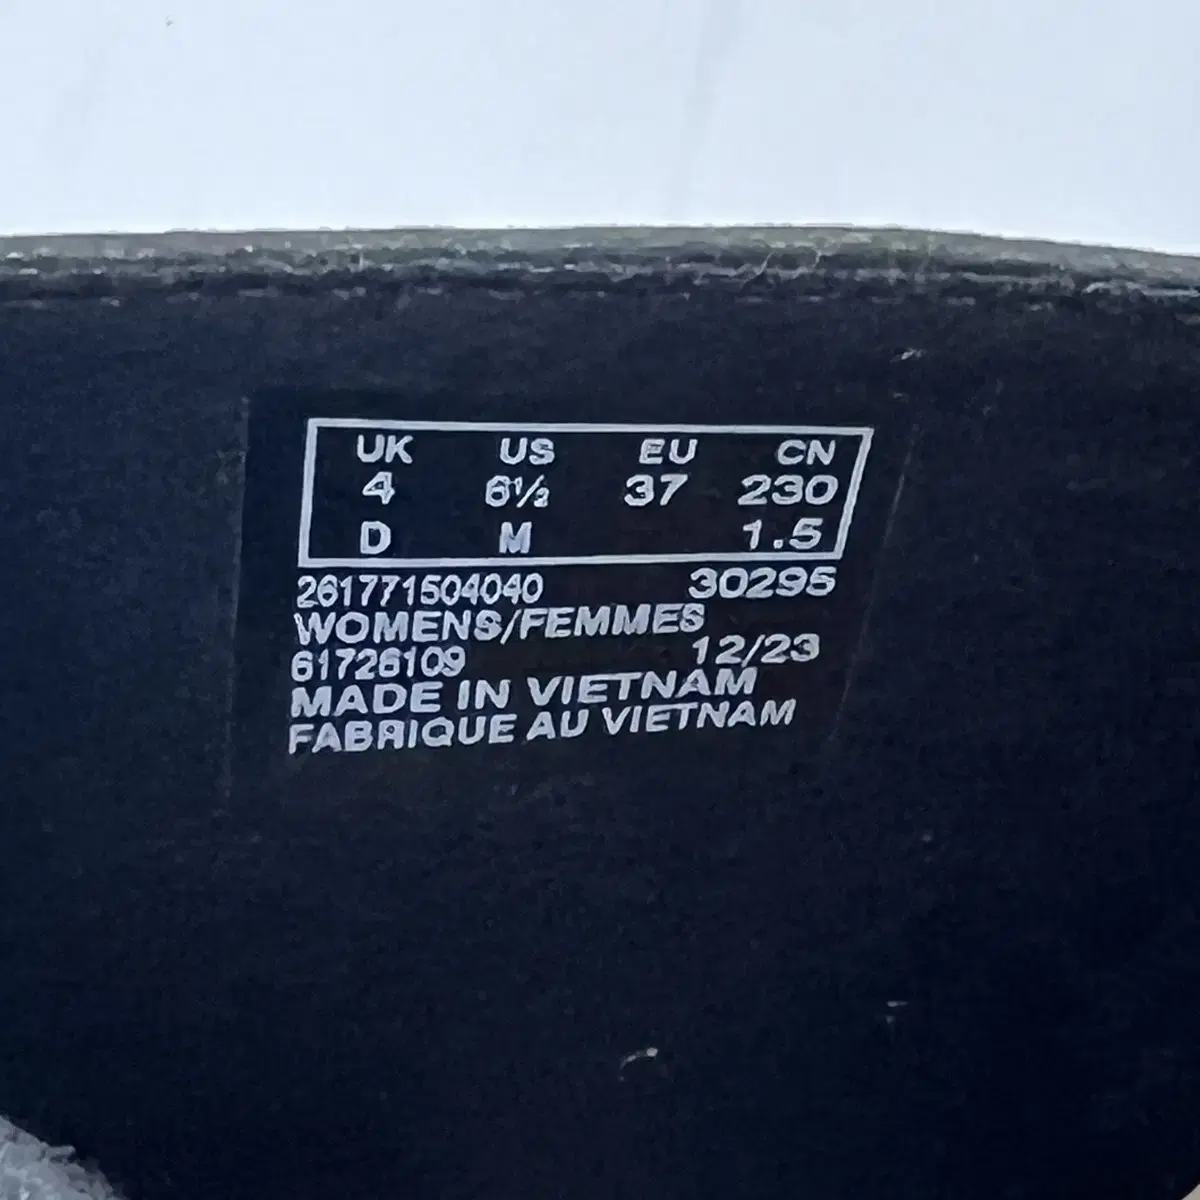 UK US EU CN
4 6½ 37 230
D M 1.5
261771504040 30295
WOMENS/FEMMES
61726109 12/23
MADE IN VIETNAM
FABRIQUE AU VIETNAM